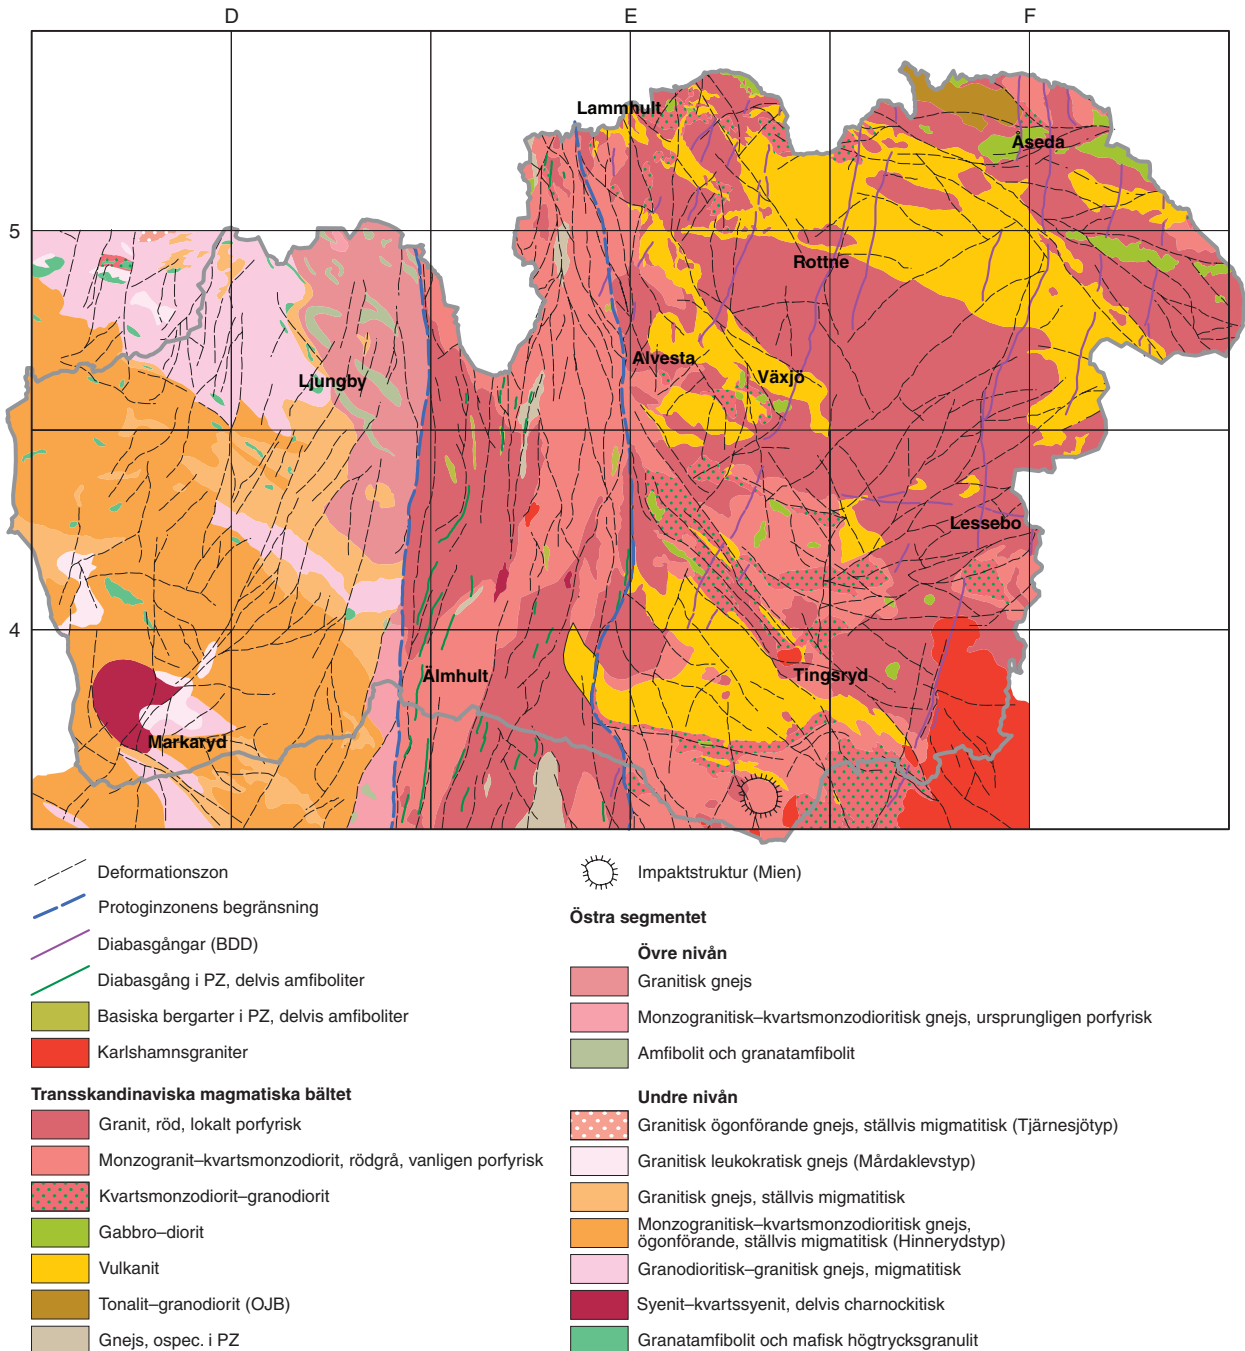 D E F
Lammhult
Åseda
5
Rottne
Alvesta
Växjö
Ljungby
Lessebo
4
Älmhult
Tingsryd
Markaryd
Deformationszon
Protoginzonens begränsning
Diabasgångar (BDD)
Diabasgång i PZ, delvis amfiboliter
Basiska bergarter i PZ, delvis amfiboliter
Karlshamnsgraniter
Transskandinaviska magmatiska bältet
Granit, röd, lokalt porfyrisk
Monzogranit–kvartsmonzodiorit, rödgrå, vanligen porfyrisk
Kvartsmonzodiorit–granodiorit
Gabbro–diorit
Vulkanit
Tonalit–granodiorit (OJB)
Gnejs, ospec. i PZ
Impaktstruktur (Mien)
Östra segmentet
Övre nivån
Granitisk gnejs
Monzogranitisk–kvartsmonzodioritisk gnejs, ursprungligen porfyrisk
Amfibolit och granatamfibolit
Undre nivån
Granitisk ögonförande gnejs, ställvis migmatitisk (Tjärnesjötyp)
Granitisk leukokratisk gnejs (Mårdaklevstyp)
Granitisk gnejs, ställvis migmatitisk
Monzogranitisk–kvartsmonzodioritisk gnejs,
ögonförande, ställvis migmatitisk (Hinnerydstyp)
Granodioritisk–granitisk gnejs, migmatitisk
Syenit–kvartssyenit, delvis charnockitisk
Granatamfibolit och mafisk högtrycksgranulit